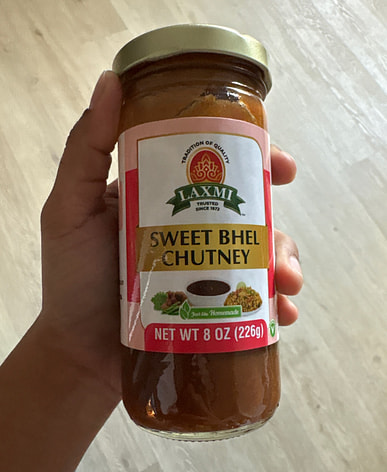 TRADITION OF QUALITY
LAXMI
TRUSTED
SINCE 1972
SWEET BHEL
CHUTNEY
Just like Homemade
NET WT 8 OZ (226g)